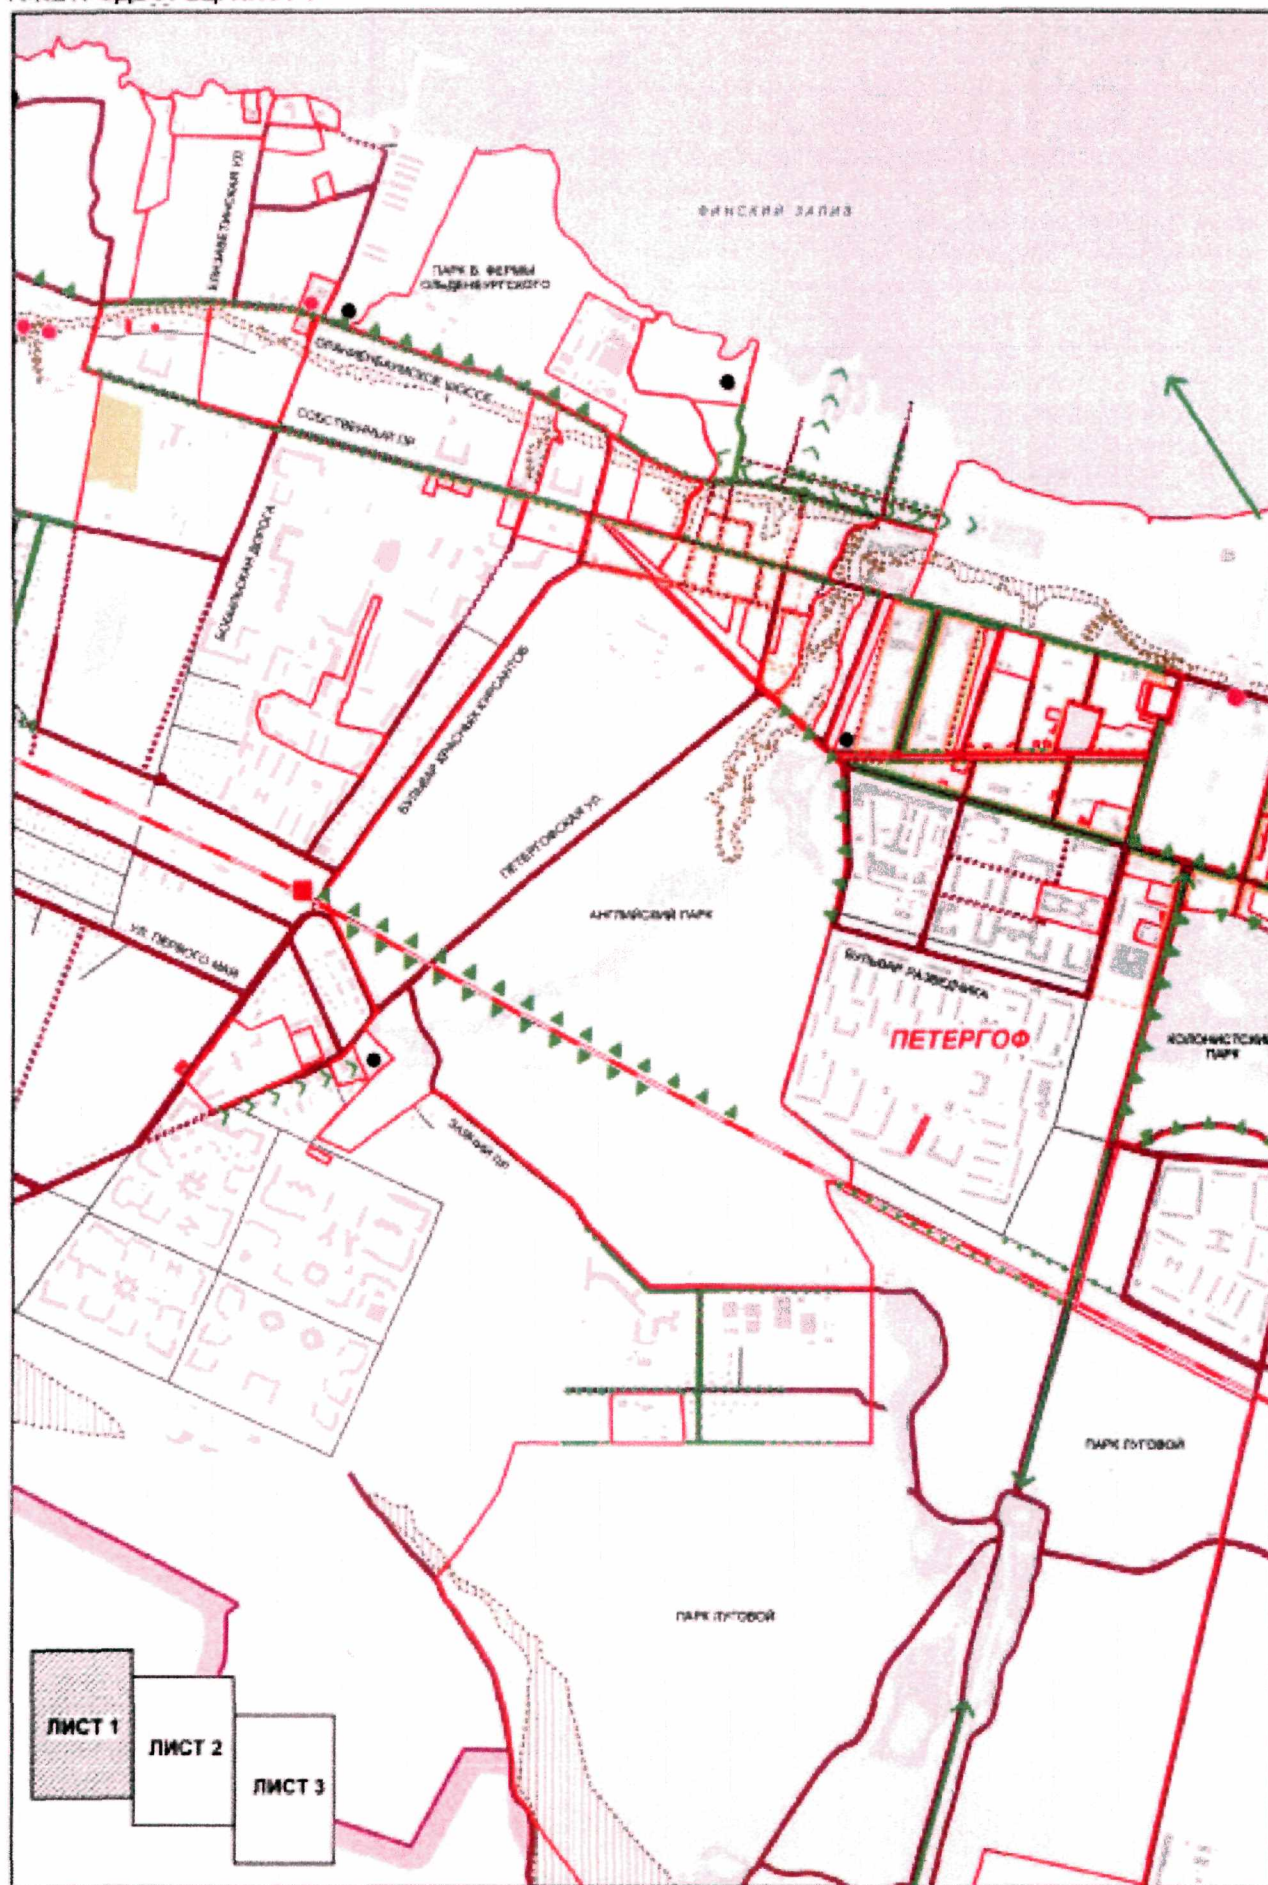 ЕЛИЗАВЕТИНСКАЯ УЛ
ФИНСКИЙ ЗАЛИВ
ПАРК Б. ФЕРМЫ
ОЛЬДЕНБУРГСКОГО
ОРАНИЕНБАУМСКОЕ ШОССЕ
СОБСТВЕННЫЙ ПР
БОБЫЛЬСКАЯ ДОРОГА
БУЛЬВАР КРАСНЫХ КУРСАНТОВ
ПЕТЕРГОФСКАЯ УЛ
АНГЛИЙСКИЙ ПАРК
УЛ. ПЕРВОГО МАЯ
БУЛЬВАР РАЗВЕДЧИКА
ПЕТЕРГОФ
КОЛОНИСТСКИЙ
ПАРК
ЗАЯЧИЙ ПР
ПАРК ЛУГОВОЙ
ПАРК ЛУГОВОЙ
ЛИСТ 1
ЛИСТ 2
ЛИСТ 3